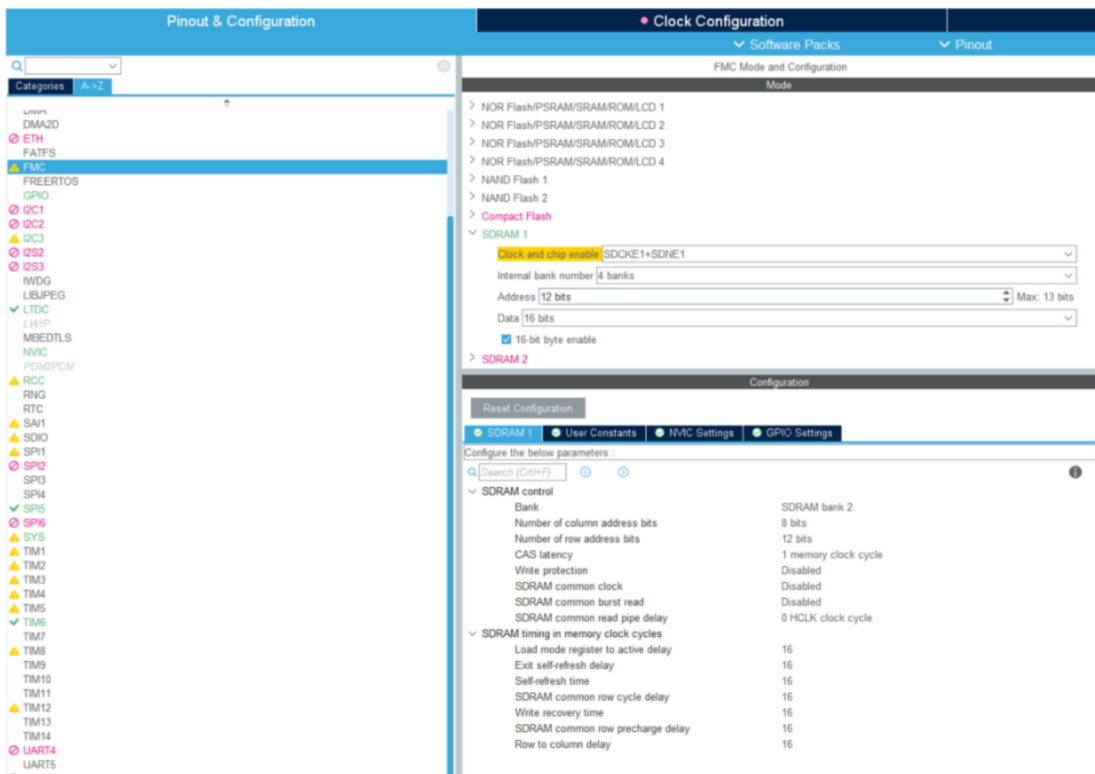 Pinout & Configuration
Clock Configuration
Software Packs
Pinout
Categories
A->Z
DMA2D
ETH
FATFS
FMC
FREERTOS
GPIO
I2C1
I2C2
I2C3
I2S2
I2S3
IWDG
LIBJPEG
LTDC
LWIP
MBEDTLS
NVIC
PDM2PCM
RCC
RNG
RTC
SAI1
SDIO
SPI1
SPI2
SPI3
SPI4
SPI5
SPI6
SYS
TIM1
TIM2
TIM3
TIM4
TIM5
TIM6
TIM7
TIM8
TIM9
TIM10
TIM11
TIM12
TIM13
TIM14
UART4
UART5
FMC Mode and Configuration
Mode
NOR Flash/PSRAM/SRAM/ROM/LCD 1
NOR Flash/PSRAM/SRAM/ROM/LCD 2
NOR Flash/PSRAM/SRAM/ROM/LCD 3
NOR Flash/PSRAM/SRAM/ROM/LCD 4
NAND Flash 1
NAND Flash 2
Compact Flash
SDRAM 1
Clock and chip enable SDCKE1+SDNE1
Internal bank number 4 banks
Address 12 bits Max: 13 bits
Data 16 bits
16-bit byte enable
SDRAM 2
Configuration
Reset Configuration
SDRAM 1 User Constants NVIC Settings GPIO Settings
Configure the below parameters :
Search (Crtl+F)
SDRAM control
Bank SDRAM bank 2
Number of column address bits 8 bits
Number of row address bits 12 bits
CAS latency 1 memory clock cycle
Write protection Disabled
SDRAM common clock Disabled
SDRAM common burst read Disabled
SDRAM common read pipe delay 0 HCLK clock cycle
SDRAM timing in memory clock cycles
Load mode register to active delay 16
Exit self-refresh delay 16
Self-refresh time 16
SDRAM common row cycle delay 16
Write recovery time 16
SDRAM common row precharge delay 16
Row to column delay 16